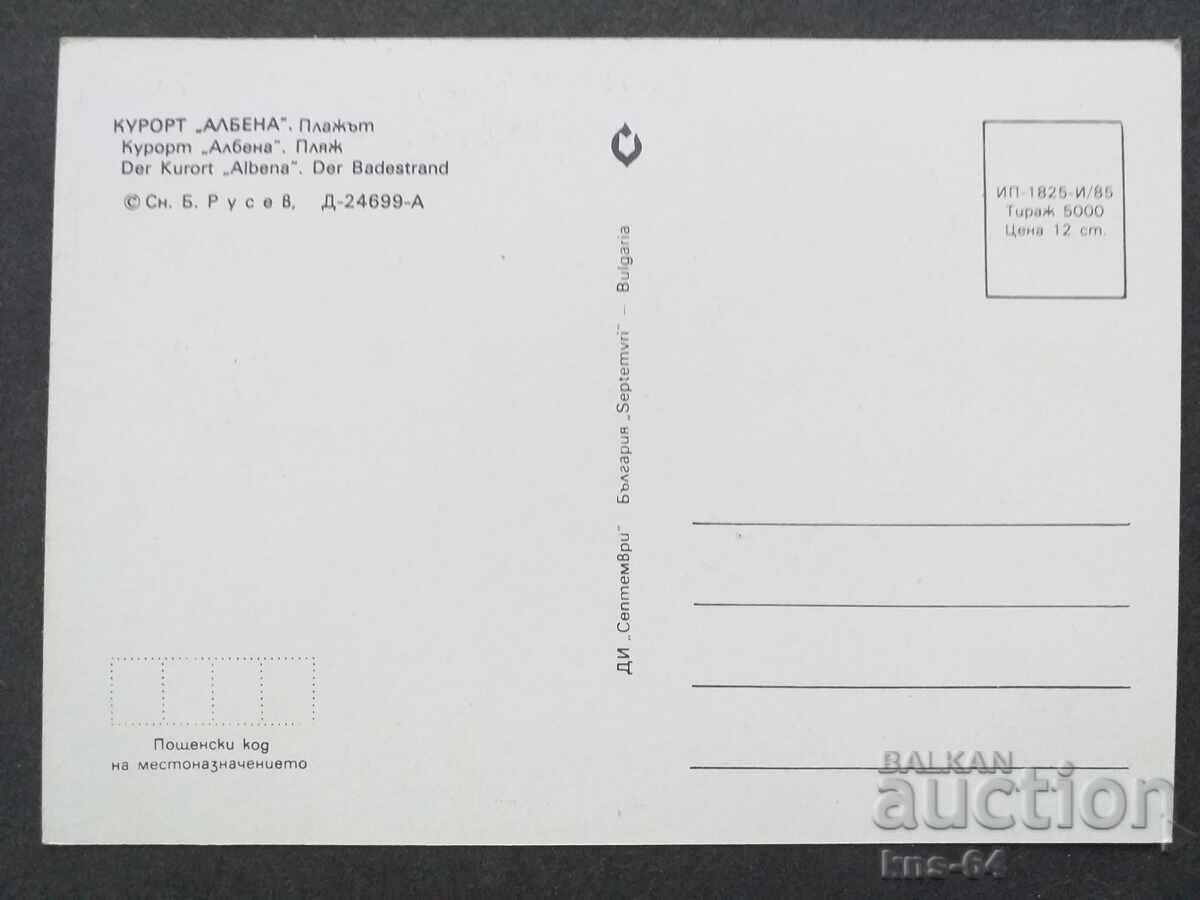 КУРОРТ „АЛБЕНА". Плажът
Курорт „Албена". Пляж
Der Kurort „Albena". Der Badestrand
© Сн. Б. Русев, Д-24699-А
ИП-1825-И/85
Тираж 5000
Цена 12 ст.
ДИ „Септември" България „Septemvri" – Bulgaria
Пощенски код
на местоназначението
BALKAN
auction
kns-64